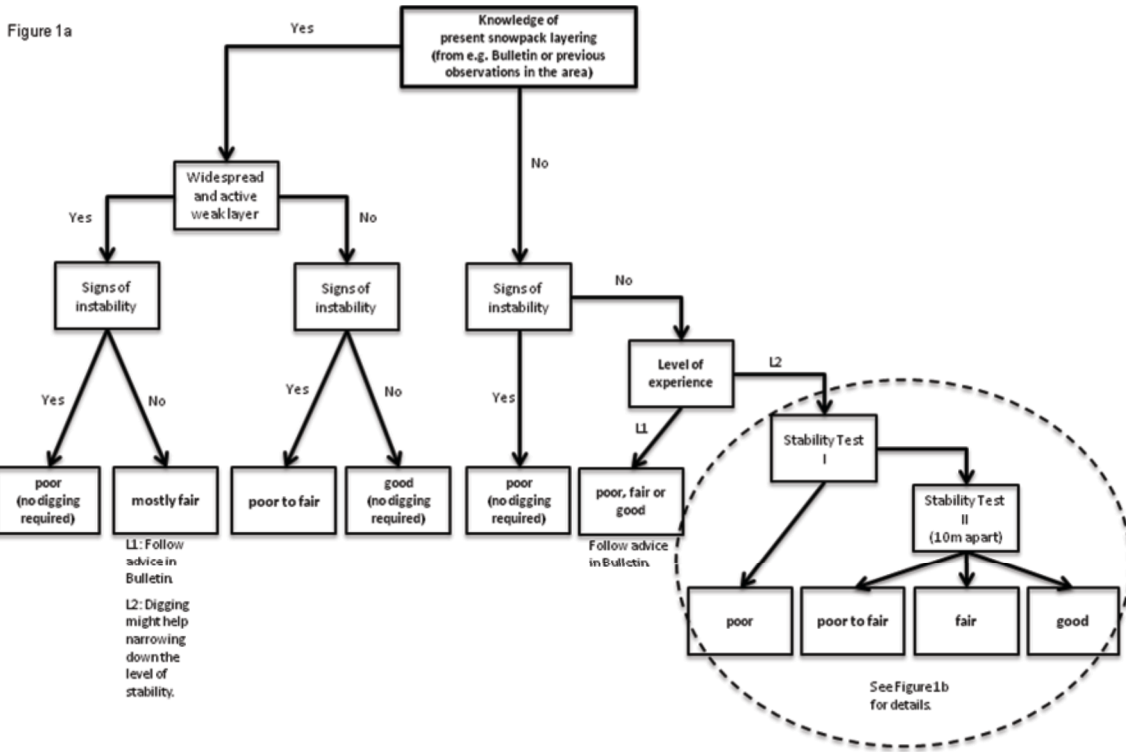 Figure 1a
Knowledge of
present snowpack layering
(from e.g. Bulletin or previous
observations in the area)
Yes
No
Widespread
and active
weak layer
Yes
No
Signs of
instability
Signs of
instability
Signs of
instability
No
Level of
experience
L2
Yes
No
Yes
No
Yes
L1
Stability Test
I
Stability Test
II
(10m apart)
poor
(no digging
required)
mostly fair
poor to fair
good
(no digging
required)
poor
(no digging
required)
poor, fair or
good
L1: Follow
advice in
Bulletin.
L2: Digging
might help
narrowing
down the
level of
stability.
Follow advice
in Bulletin.
poor
poor to fair
fair
good
See Figure 1b
for details.